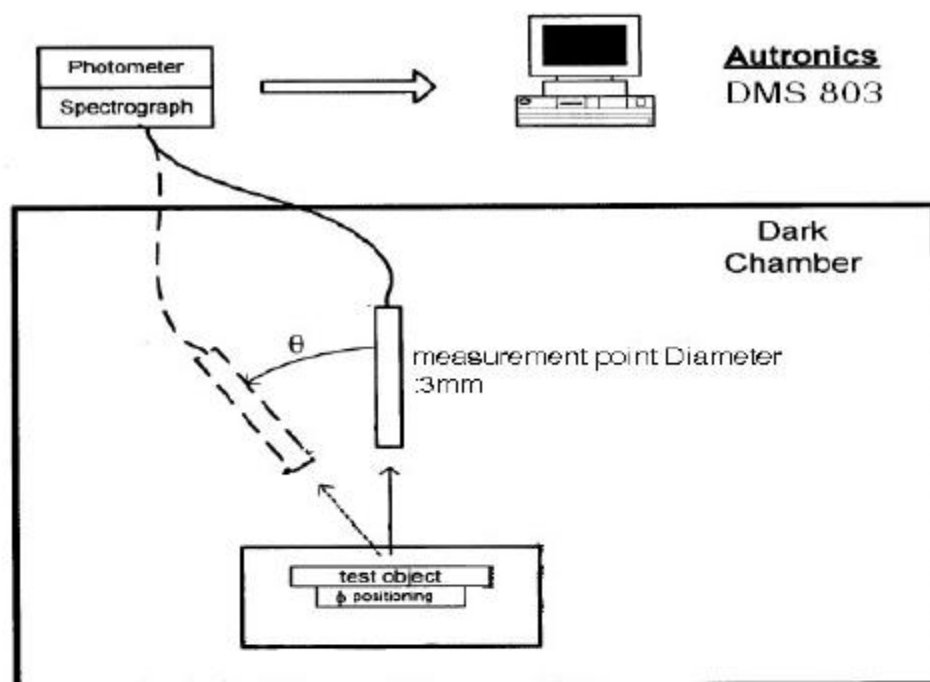 Photometer
Spectrograph
Autronics
DMS 803
Dark
Chamber
θ
measurement point Diameter
:3mm
test object
ϕ positioning